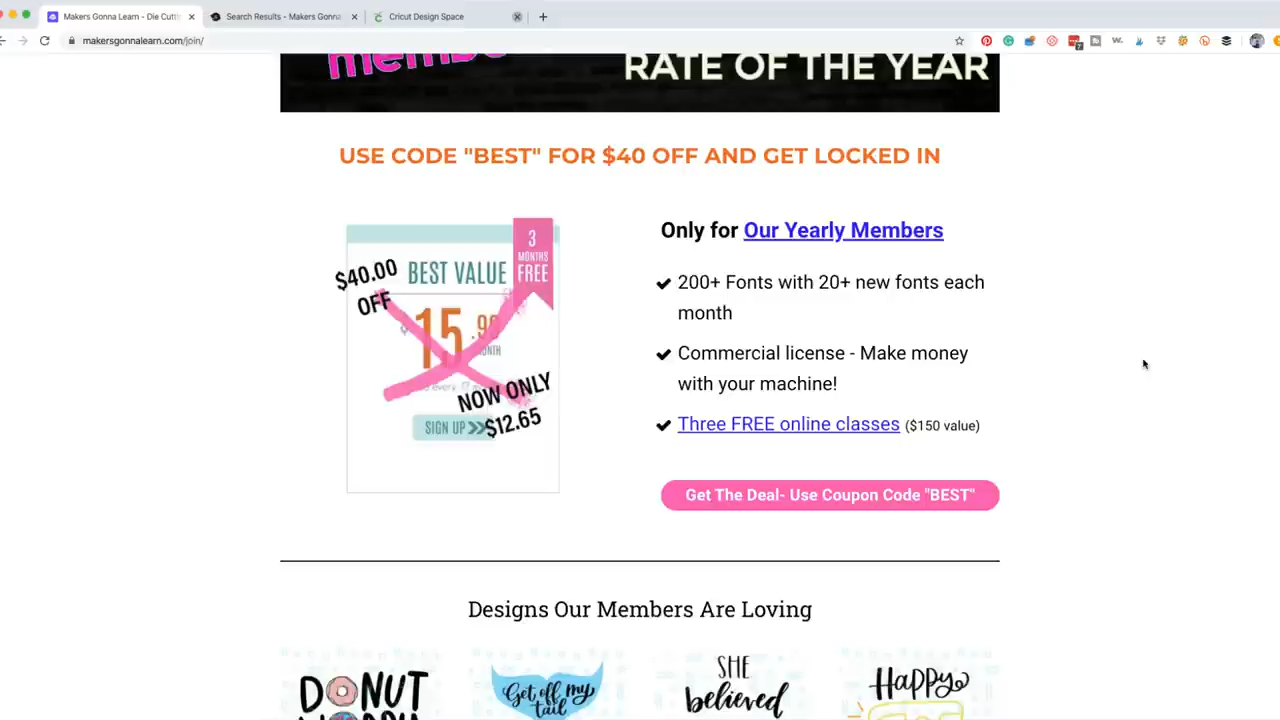 Makers Gonna Learn - Die Cutti
Search Results - Makers Gonna
Cricut Design Space
makersgonnalearn.com/join/
RATE OF THE YEAR
USE CODE "BEST" FOR $40 OFF AND GET LOCKED IN
3
MONTHS
FREE
$40.00
OFF
BEST VALUE
15
MONTH
NOW ONLY
$12.65
SIGN UP
Only for Our Yearly Members
200+ Fonts with 20+ new fonts each
month
Commercial license - Make money
with your machine!
Three FREE online classes ($150 value)
Get The Deal- Use Coupon Code "BEST"
Designs Our Members Are Loving
DONUT
Get off my
tail
SHE
believed
HAPPY